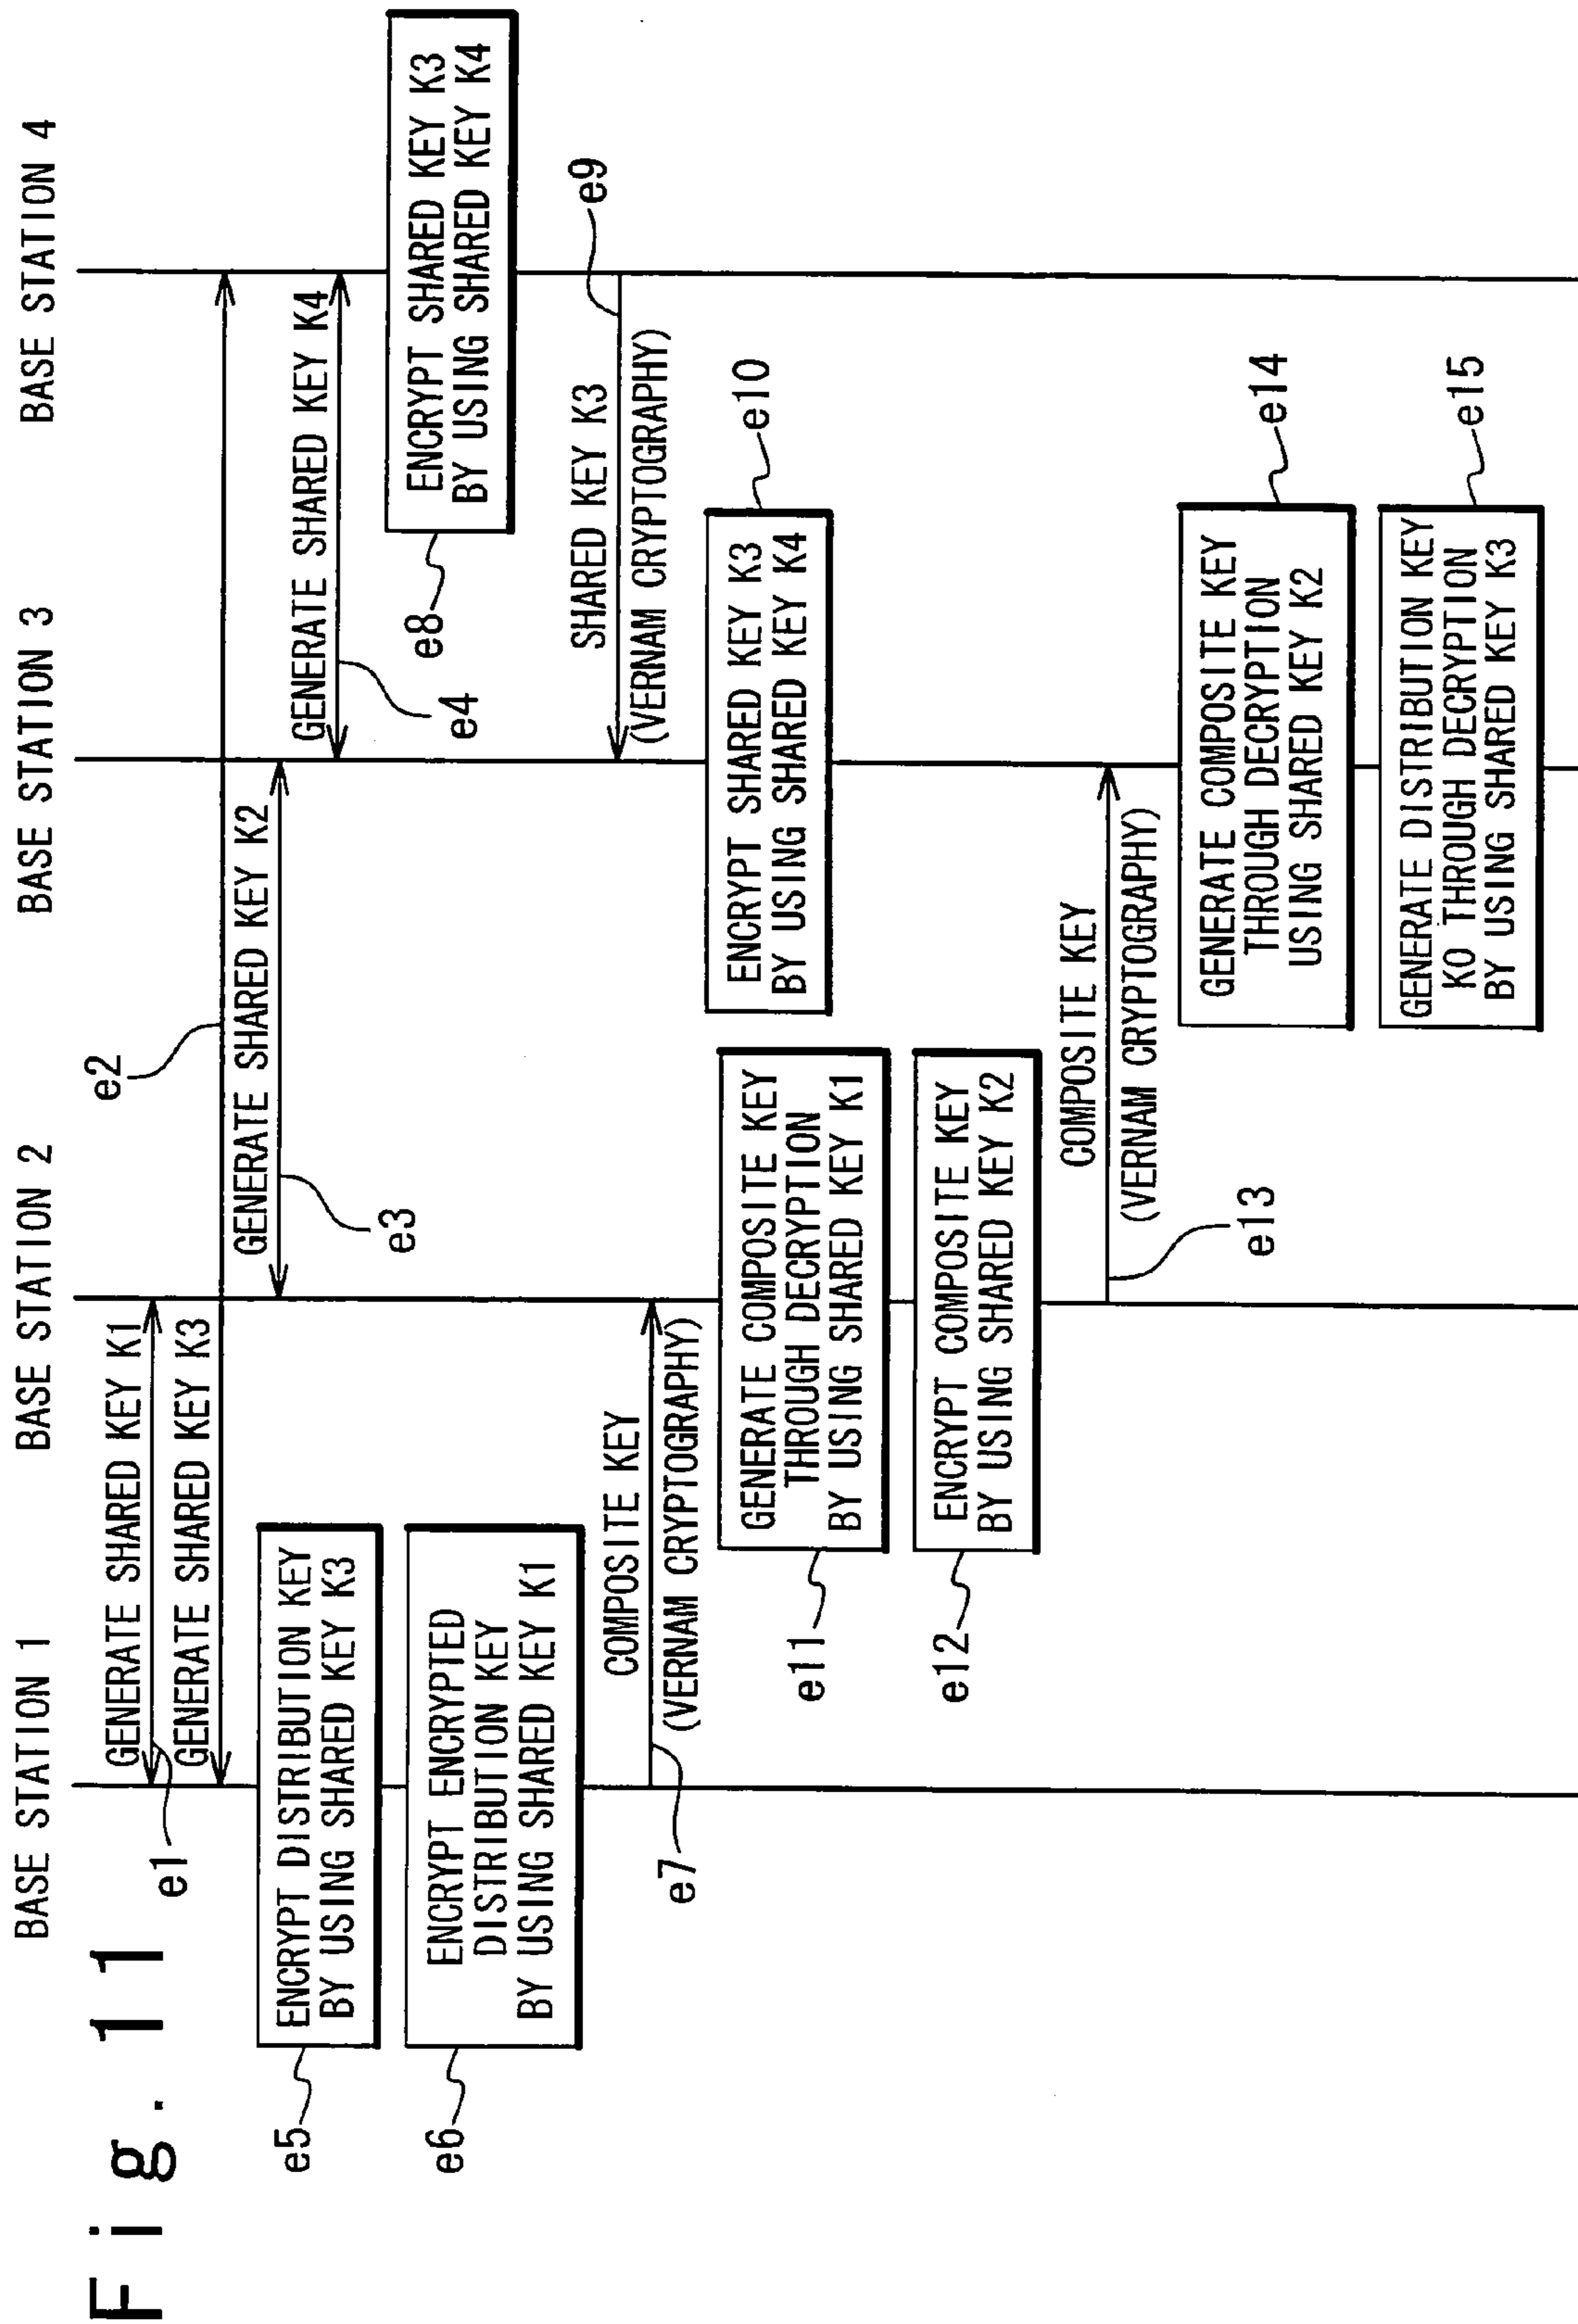 Fig. 11
BASE STATION 1
BASE STATION 2
BASE STATION 3
BASE STATION 4
GENERATE SHARED KEY K1
e1
GENERATE SHARED KEY K3
e2
GENERATE SHARED KEY K2
e3
GENERATE SHARED KEY K4
e4
e5
ENCRYPT DISTRIBUTION KEY
BY USING SHARED KEY K3
e6
ENCRYPT ENCRYPTED
DISTRIBUTION KEY
BY USING SHARED KEY K1
COMPOSITE KEY
(VERNAM CRYPTOGRAPHY)
e7
e8
ENCRYPT SHARED KEY K3
BY USING SHARED KEY K4
SHARED KEY K3
(VERNAM CRYPTOGRAPHY)
e9
ENCRYPT SHARED KEY K3
BY USING SHARED KEY K4
e10
e11
GENERATE COMPOSITE KEY
THROUGH DECRYPTION
BY USING SHARED KEY K1
e12
ENCRYPT COMPOSITE KEY
BY USING SHARED KEY K2
COMPOSITE KEY
(VERNAM CRYPTOGRAPHY)
e13
GENERATE COMPOSITE KEY
THROUGH DECRYPTION
USING SHARED KEY K2
e14
GENERATE DISTRIBUTION KEY
K0 THROUGH DECRYPTION
BY USING SHARED KEY K3
e15